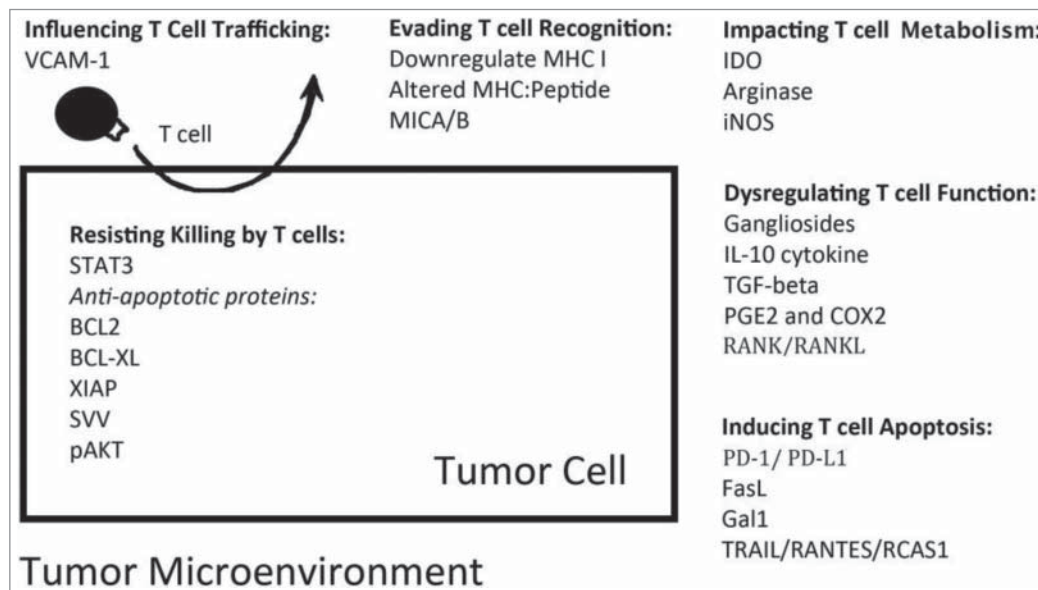 Influencing T Cell Trafficking:
VCAM-1
T cell
Evading T cell Recognition:
Downregulate MHC I
Altered MHC:Peptide
MICA/B
Impacting T cell Metabolism:
IDO
Arginase
iNOS
Resisting Killing by T cells:
STAT3
Anti-apoptotic proteins:
BCL2
BCL-XL
XIAP
SVV
pAKT
Tumor Cell
Dysregulating T cell Function:
Gangliosides
IL-10 cytokine
TGF-beta
PGE2 and COX2
RANK/RANKL
Inducing T cell Apoptosis:
PD-1/ PD-L1
FasL
Gal1
TRAIL/RANTES/RCAS1
Tumor Microenvironment